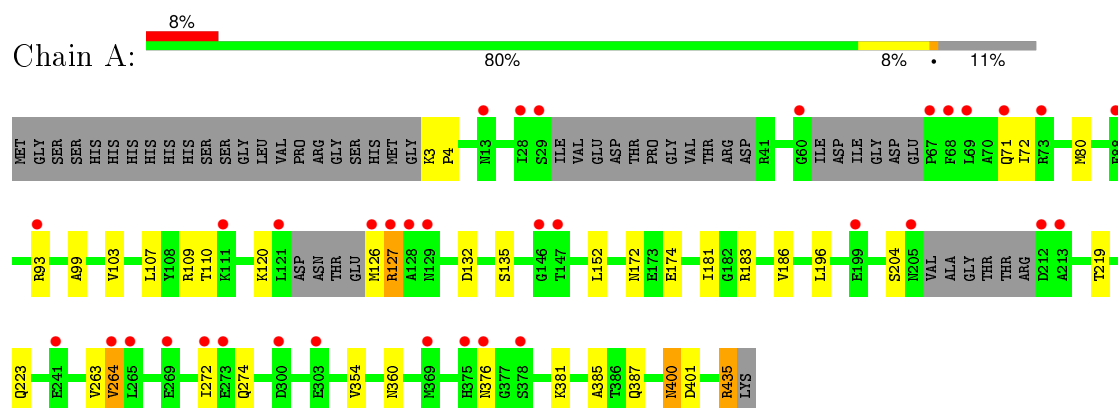 8%
Chain A:
80% 8% • 11%
MET GLY SER SER HIS HIS HIS HIS HIS HIS SER SER GLY LEU VAL PRO ARG GLY SER HIS MET GLY K3 P4 N13 I28 S29 ILE VAL GLU ASP THR PRO GLY VAL THR ARG ASP R41 G60 ILE ASP ILE GLY ASP GLU P67 F68 L69 A70 Q71 I72 R73 M80 E88
R93 A99 V103 L107 Y108 R109 T110 K111 K120 L121 ASP ASN THR GLU M126 R127 A128 N129 D132 S135 G146 T147 L152 N172 E173 E174 I181 G182 R183 V186 L196 E199 S204 N205 VAL ALA GLY THR THR ARG D212 A213 T219
Q223 E241 V263 V264 L265 E269 I272 E273 Q274 D300 E303 V354 N360 M369 H375 N376 G377 S378 K381 A385 T386 Q387 N400 D401 R435 LYS